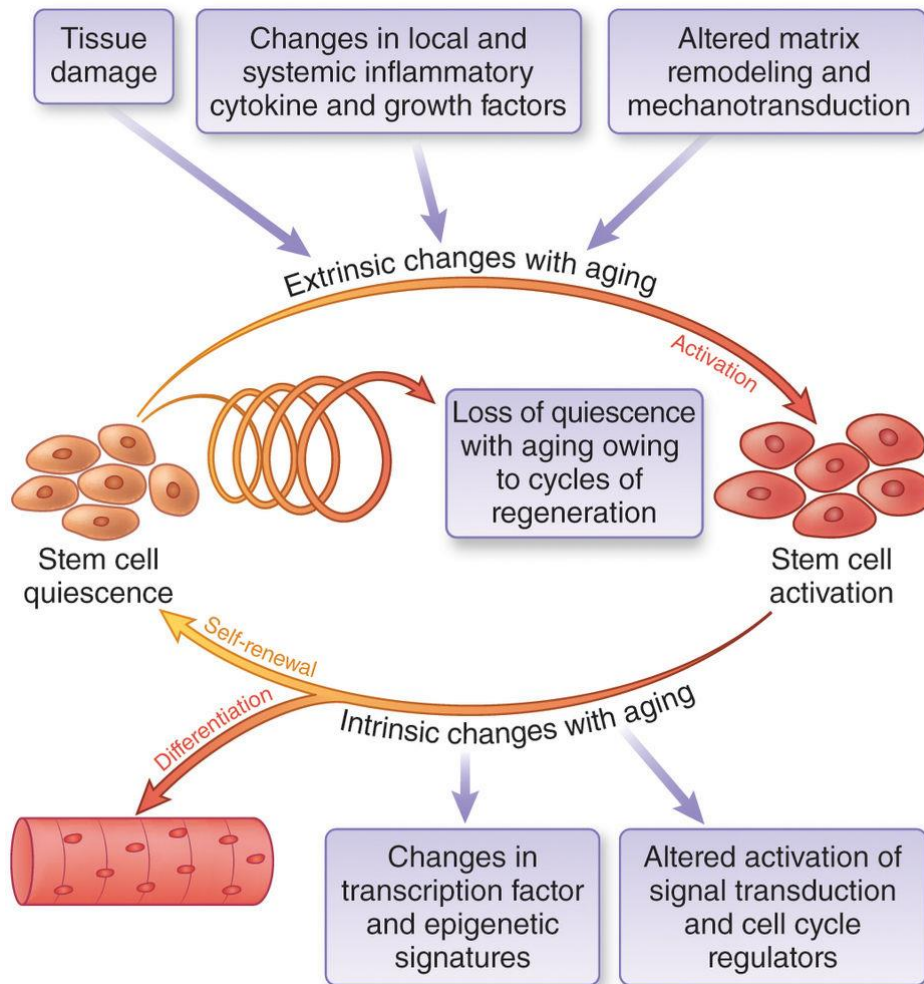 Tissue
damage
Changes in local and
systemic inflammatory
cytokine and growth factors
Altered matrix
remodeling and
mechanotransduction
Extrinsic changes with aging
Activation
Loss of quiescence
with aging owing
to cycles of
regeneration
Stem cell
quiescence
Stem cell
activation
Self-renewal
Differentiation
Intrinsic changes with aging
Changes in
transcription factor
and epigenetic
signatures
Altered activation of
signal transduction
and cell cycle
regulators